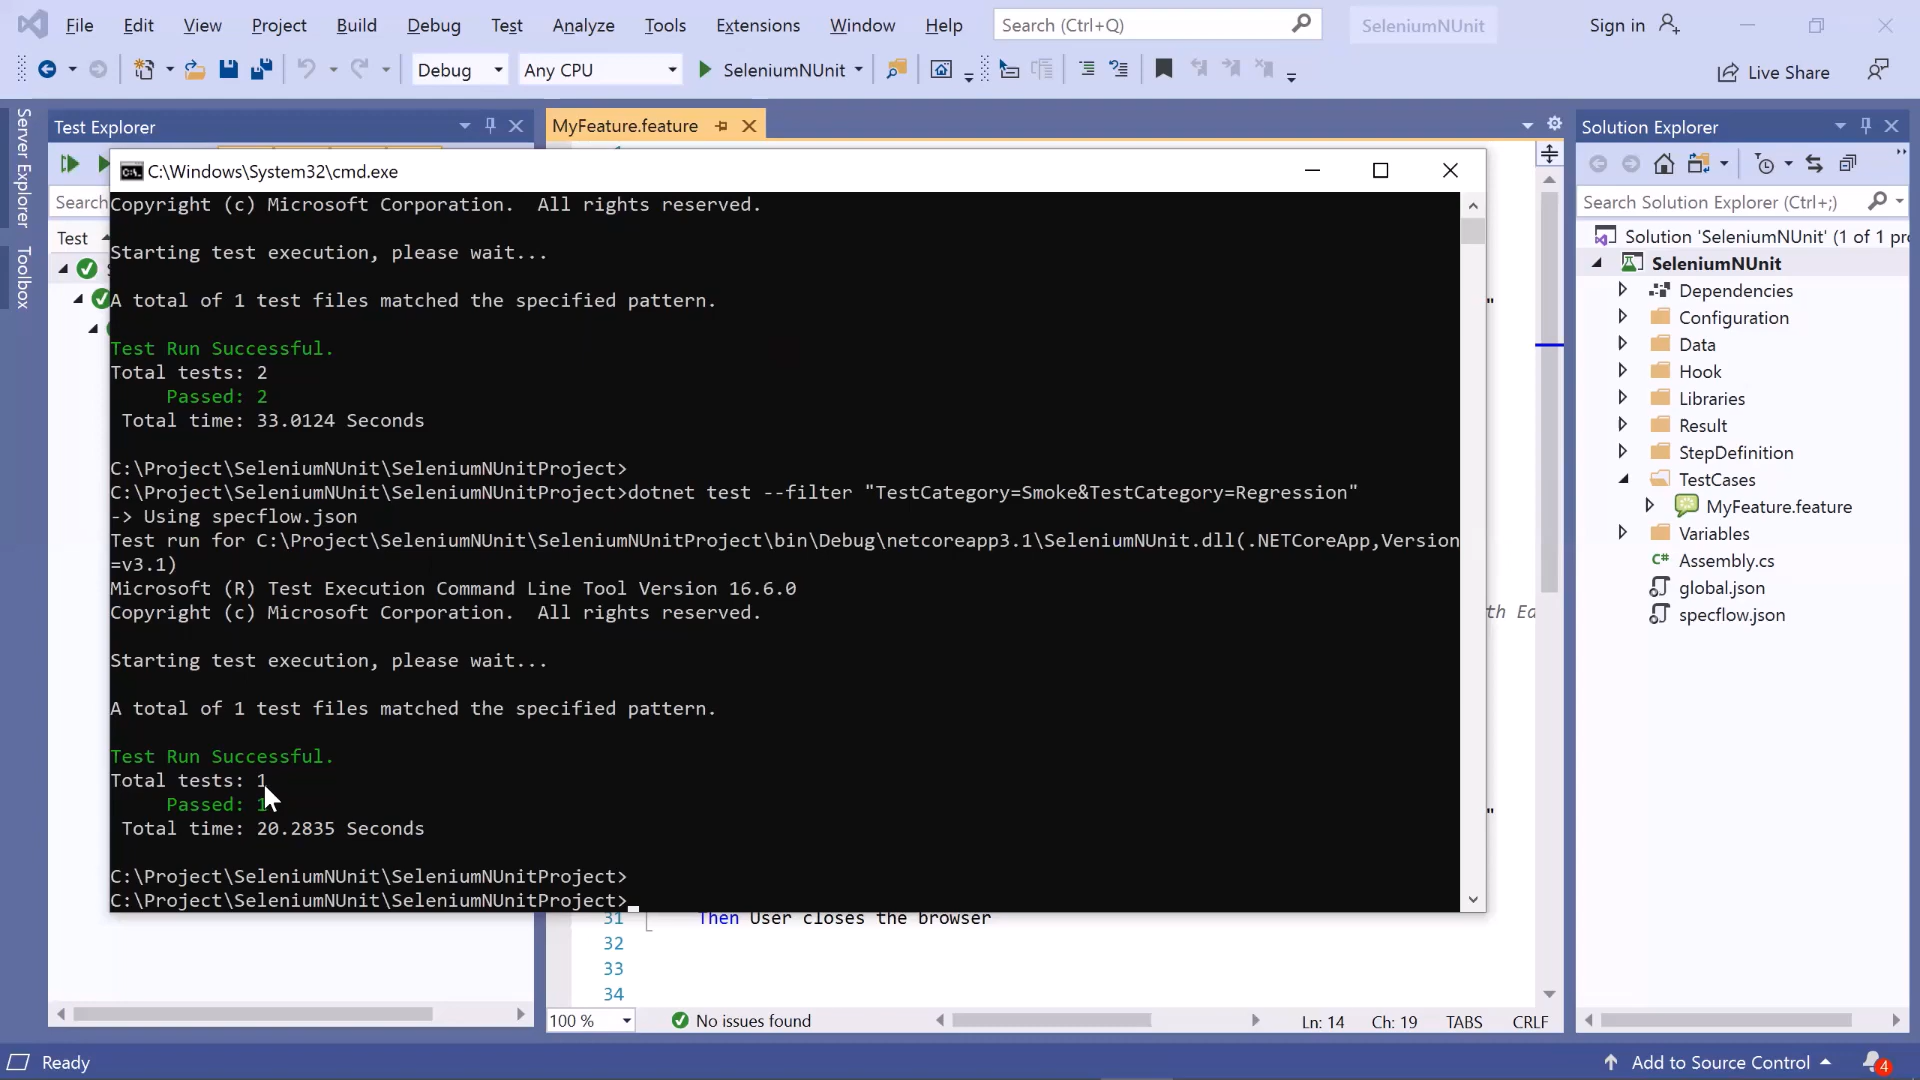 File Edit View Project Build Debug Test Analyze Tools Extensions Window Help Search (Ctrl+Q) SeleniumNUnit Sign in
Debug Any CPU SeleniumNUnit Live Share
Server Explorer
Toolbox
Test Explorer
Search
Test
MyFeature.feature
C:\Windows\System32\cmd.exe
Copyright (c) Microsoft Corporation.  All rights reserved.
Starting test execution, please wait...
A total of 1 test files matched the specified pattern.
Test Run Successful.
Total tests: 2
Passed: 2
Total time: 33.0124 Seconds
C:\Project\SeleniumNUnit\SeleniumNUnitProject>
C:\Project\SeleniumNUnit\SeleniumNUnitProject>dotnet test --filter "TestCategory=Smoke&TestCategory=Regression"
-> Using specflow.json
Test run for C:\Project\SeleniumNUnit\SeleniumNUnitProject\bin\Debug\netcoreapp3.1\SeleniumNUnit.dll(.NETCoreApp,Version
=v3.1)
Microsoft (R) Test Execution Command Line Tool Version 16.6.0
Copyright (c) Microsoft Corporation.  All rights reserved.
Starting test execution, please wait...
A total of 1 test files matched the specified pattern.
Test Run Successful.
Total tests: 1
Passed: 1
Total time: 20.2835 Seconds
C:\Project\SeleniumNUnit\SeleniumNUnitProject>
C:\Project\SeleniumNUnit\SeleniumNUnitProject>
"
th Ea
"
31 Then User closes the browser
32
33
34
100 % No issues found Ln: 14 Ch: 19 TABS CRLF
Solution Explorer
Search Solution Explorer (Ctrl+;)
Solution 'SeleniumNUnit' (1 of 1 pro
SeleniumNUnit
Dependencies
Configuration
Data
Hook
Libraries
Result
StepDefinition
TestCases
MyFeature.feature
Variables
C# Assembly.cs
global.json
specflow.json
Ready Add to Source Control 4